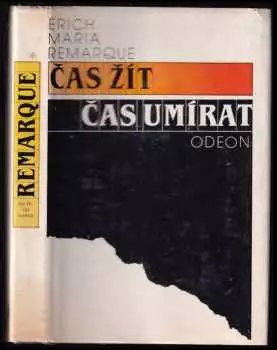 ERICH
MARIA
REMARQUE
ČAS ŽÍT
ČAS UMÍRAT
ODEON
REMARQUE